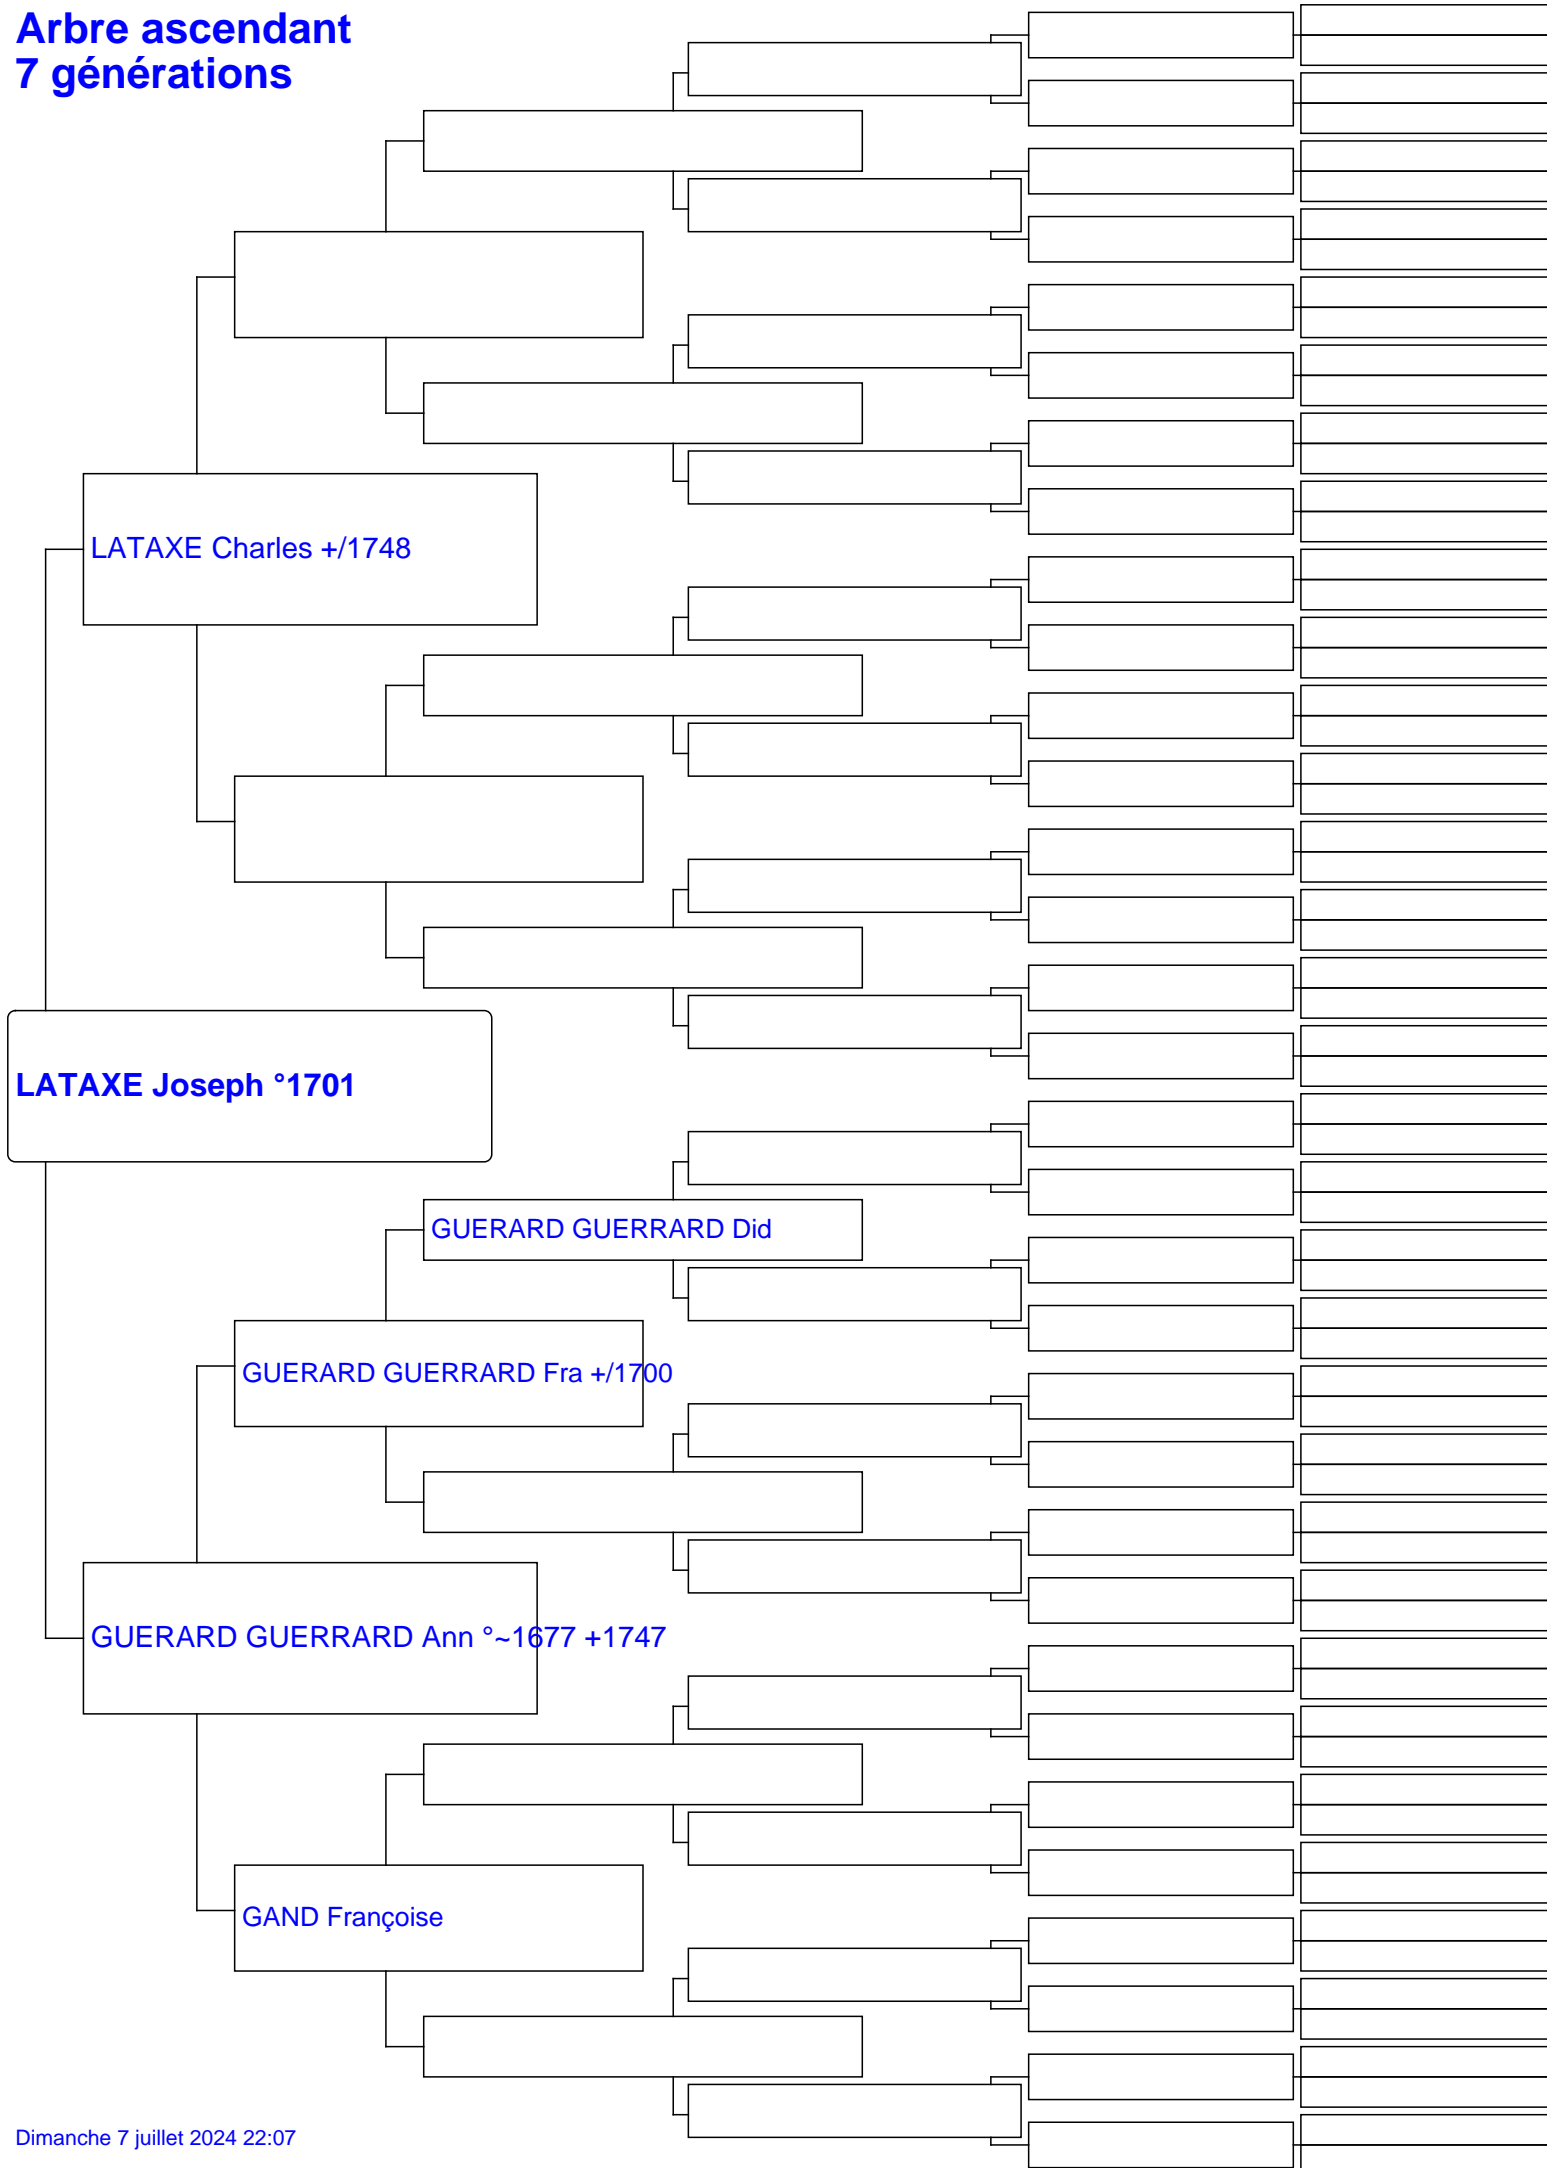 Arbre ascendant
7 générations
LATAXE Charles +/1748
LATAXE Joseph °1701
GUERARD GUERRARD Did
GUERARD GUERRARD Fra +/1700
GUERARD GUERRARD Ann °~1677 +1747
GAND Françoise
Dimanche 7 juillet 2024 22:07